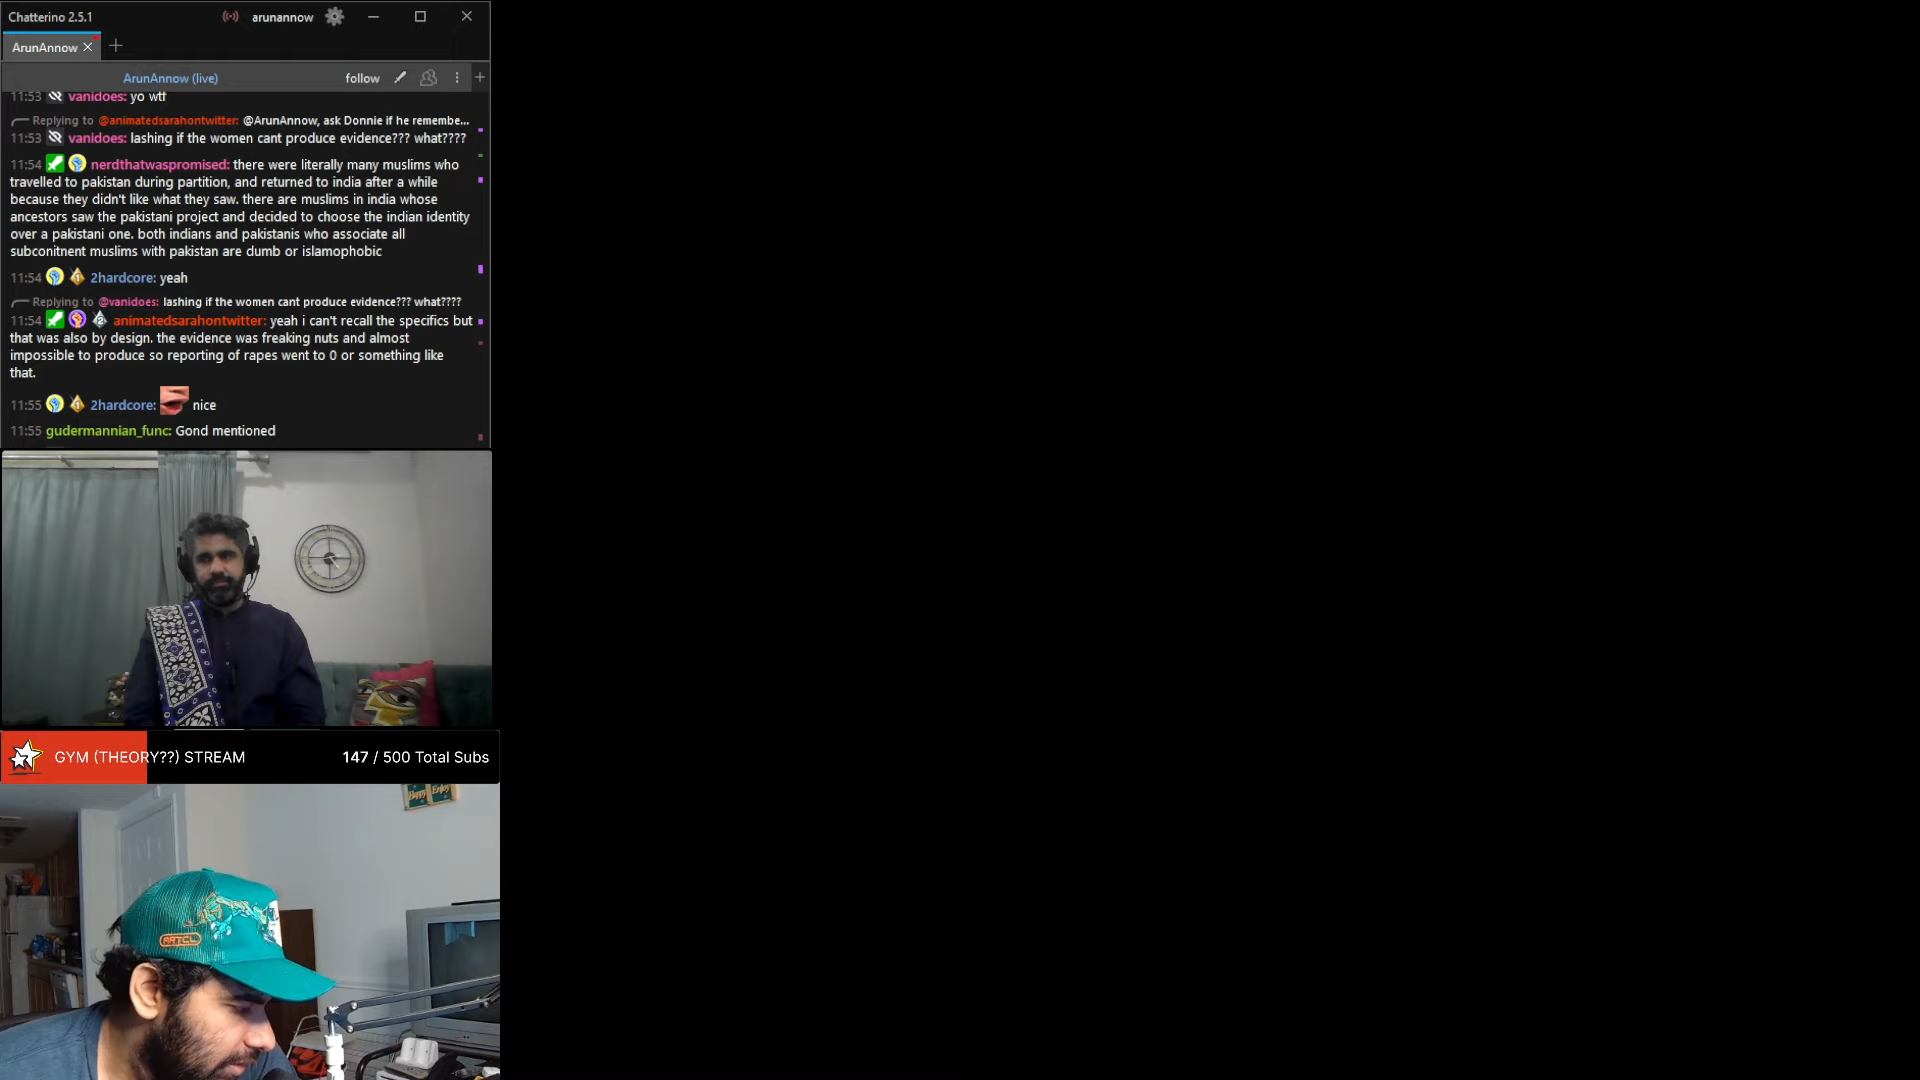 Chatterino 2.5.1
arunannow
ArunAnnow
ArunAnnow (live)
follow
11:53 vanidoes: yo wtf
Replying to @animatedsarahontwitter: @ArunAnnow, ask Donnie if he remembe...
11:53 vanidoes: lashing if the women cant produce evidence??? what????
11:54 nerdthatwaspromised: there were literally many muslims who
travelled to pakistan during partition, and returned to india after a while
because they didn't like what they saw. there are muslims in india whose
ancestors saw the pakistani project and decided to choose the indian identity
over a pakistani one. both indians and pakistanis who associate all
subconitnent muslims with pakistan are dumb or islamophobic
11:54 2hardcore: yeah
Replying to @vanidoes: lashing if the women cant produce evidence??? what????
11:54 animatedsarahontwitter: yeah i can't recall the specifics but
that was also by design. the evidence was freaking nuts and almost
impossible to produce so reporting of rapes went to 0 or something like
that.
11:55 2hardcore: nice
11:55 gudermannian_func: Gond mentioned
GYM (THEORY??) STREAM
147 / 500 Total Subs
Happy Enjoy
ARTCL